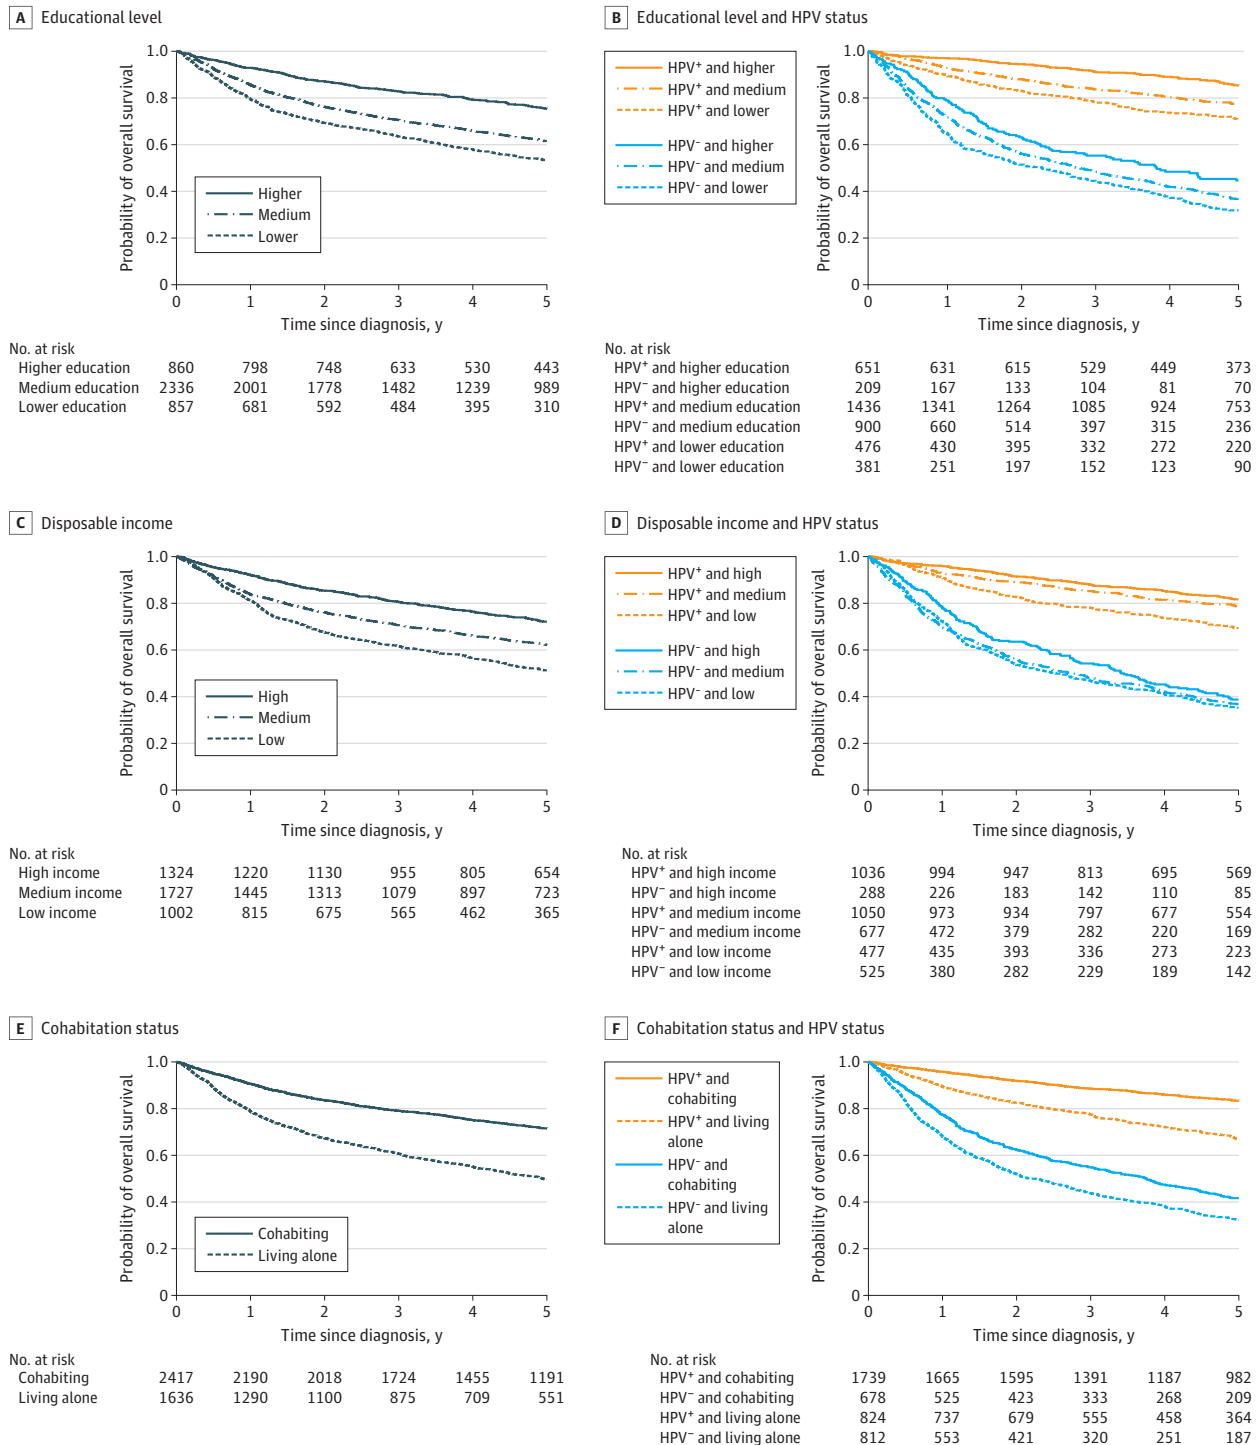 A Educational level
1.0
0.8
0.6
0.4
0.2
0
Probability of overall survival
Higher
Medium
Lower
0 1 2 3 4 5
Time since diagnosis, y
No. at risk
Higher education 860 798 748 633 530 443
Medium education 2336 2001 1778 1482 1239 989
Lower education 857 681 592 484 395 310
B Educational level and HPV status
HPV+ and higher
HPV+ and medium
HPV+ and lower
HPV− and higher
HPV− and medium
HPV− and lower
1.0
0.8
0.6
0.4
0.2
0
Probability of overall survival
0 1 2 3 4 5
Time since diagnosis, y
No. at risk
HPV+ and higher education 651 631 615 529 449 373
HPV− and higher education 209 167 133 104 81 70
HPV+ and medium education 1436 1341 1264 1085 924 753
HPV− and medium education 900 660 514 397 315 236
HPV+ and lower education 476 430 395 332 272 220
HPV− and lower education 381 251 197 152 123 90
C Disposable income
1.0
0.8
0.6
0.4
0.2
0
Probability of overall survival
High
Medium
Low
0 1 2 3 4 5
Time since diagnosis, y
No. at risk
High income 1324 1220 1130 955 805 654
Medium income 1727 1445 1313 1079 897 723
Low income 1002 815 675 565 462 365
D Disposable income and HPV status
HPV+ and high
HPV+ and medium
HPV+ and low
HPV− and high
HPV− and medium
HPV− and low
1.0
0.8
0.6
0.4
0.2
0
Probability of overall survival
0 1 2 3 4 5
Time since diagnosis, y
No. at risk
HPV+ and high income 1036 994 947 813 695 569
HPV− and high income 288 226 183 142 110 85
HPV+ and medium income 1050 973 934 797 677 554
HPV− and medium income 677 472 379 282 220 169
HPV+ and low income 477 435 393 336 273 223
HPV− and low income 525 380 282 229 189 142
E Cohabitation status
1.0
0.8
0.6
0.4
0.2
0
Probability of overall survival
Cohabiting
Living alone
0 1 2 3 4 5
Time since diagnosis, y
No. at risk
Cohabiting 2417 2190 2018 1724 1455 1191
Living alone 1636 1290 1100 875 709 551
F Cohabitation status and HPV status
HPV+ and
cohabiting
HPV+ and living
alone
HPV− and
cohabiting
HPV− and living
alone
1.0
0.8
0.6
0.4
0.2
0
Probability of overall survival
0 1 2 3 4 5
Time since diagnosis, y
No. at risk
HPV+ and cohabiting 1739 1665 1595 1391 1187 982
HPV− and cohabiting 678 525 423 333 268 209
HPV+ and living alone 824 737 679 555 458 364
HPV− and living alone 812 553 421 320 251 187